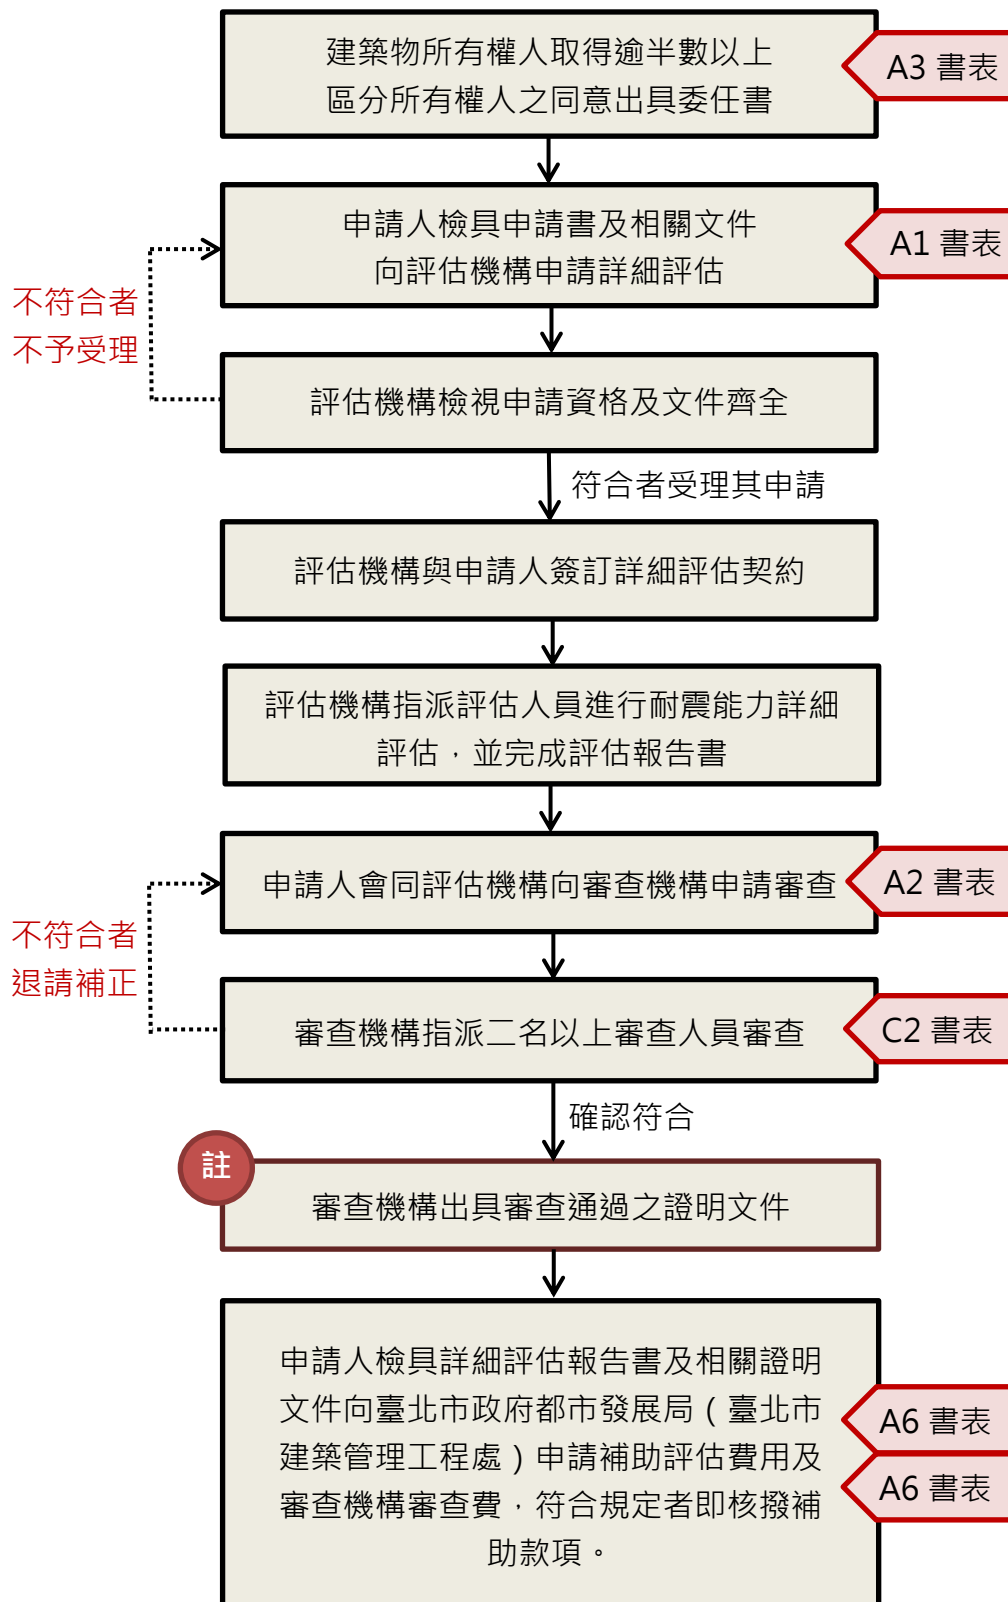 建築物所有權人取得逾半數以上
區分所有權人之同意出具委任書
A3 書表
申請人檢具申請書及相關文件
向評估機構申請詳細評估
A1 書表
不符合者
不予受理
評估機構檢視申請資格及文件齊全
符合者受理其申請
評估機構與申請人簽訂詳細評估契約
評估機構指派評估人員進行耐震能力詳細
評估，並完成評估報告書
申請人會同評估機構向審查機構申請審查
A2 書表
不符合者
退請補正
審查機構指派二名以上審查人員審查
C2 書表
確認符合
註
審查機構出具審查通過之證明文件
申請人檢具詳細評估報告書及相關證明
文件向臺北市政府都市發展局（臺北市
建築管理工程處）申請補助評估費用及
審查機構審查費，符合規定者即核撥補
助款項。
A6 書表
A6 書表